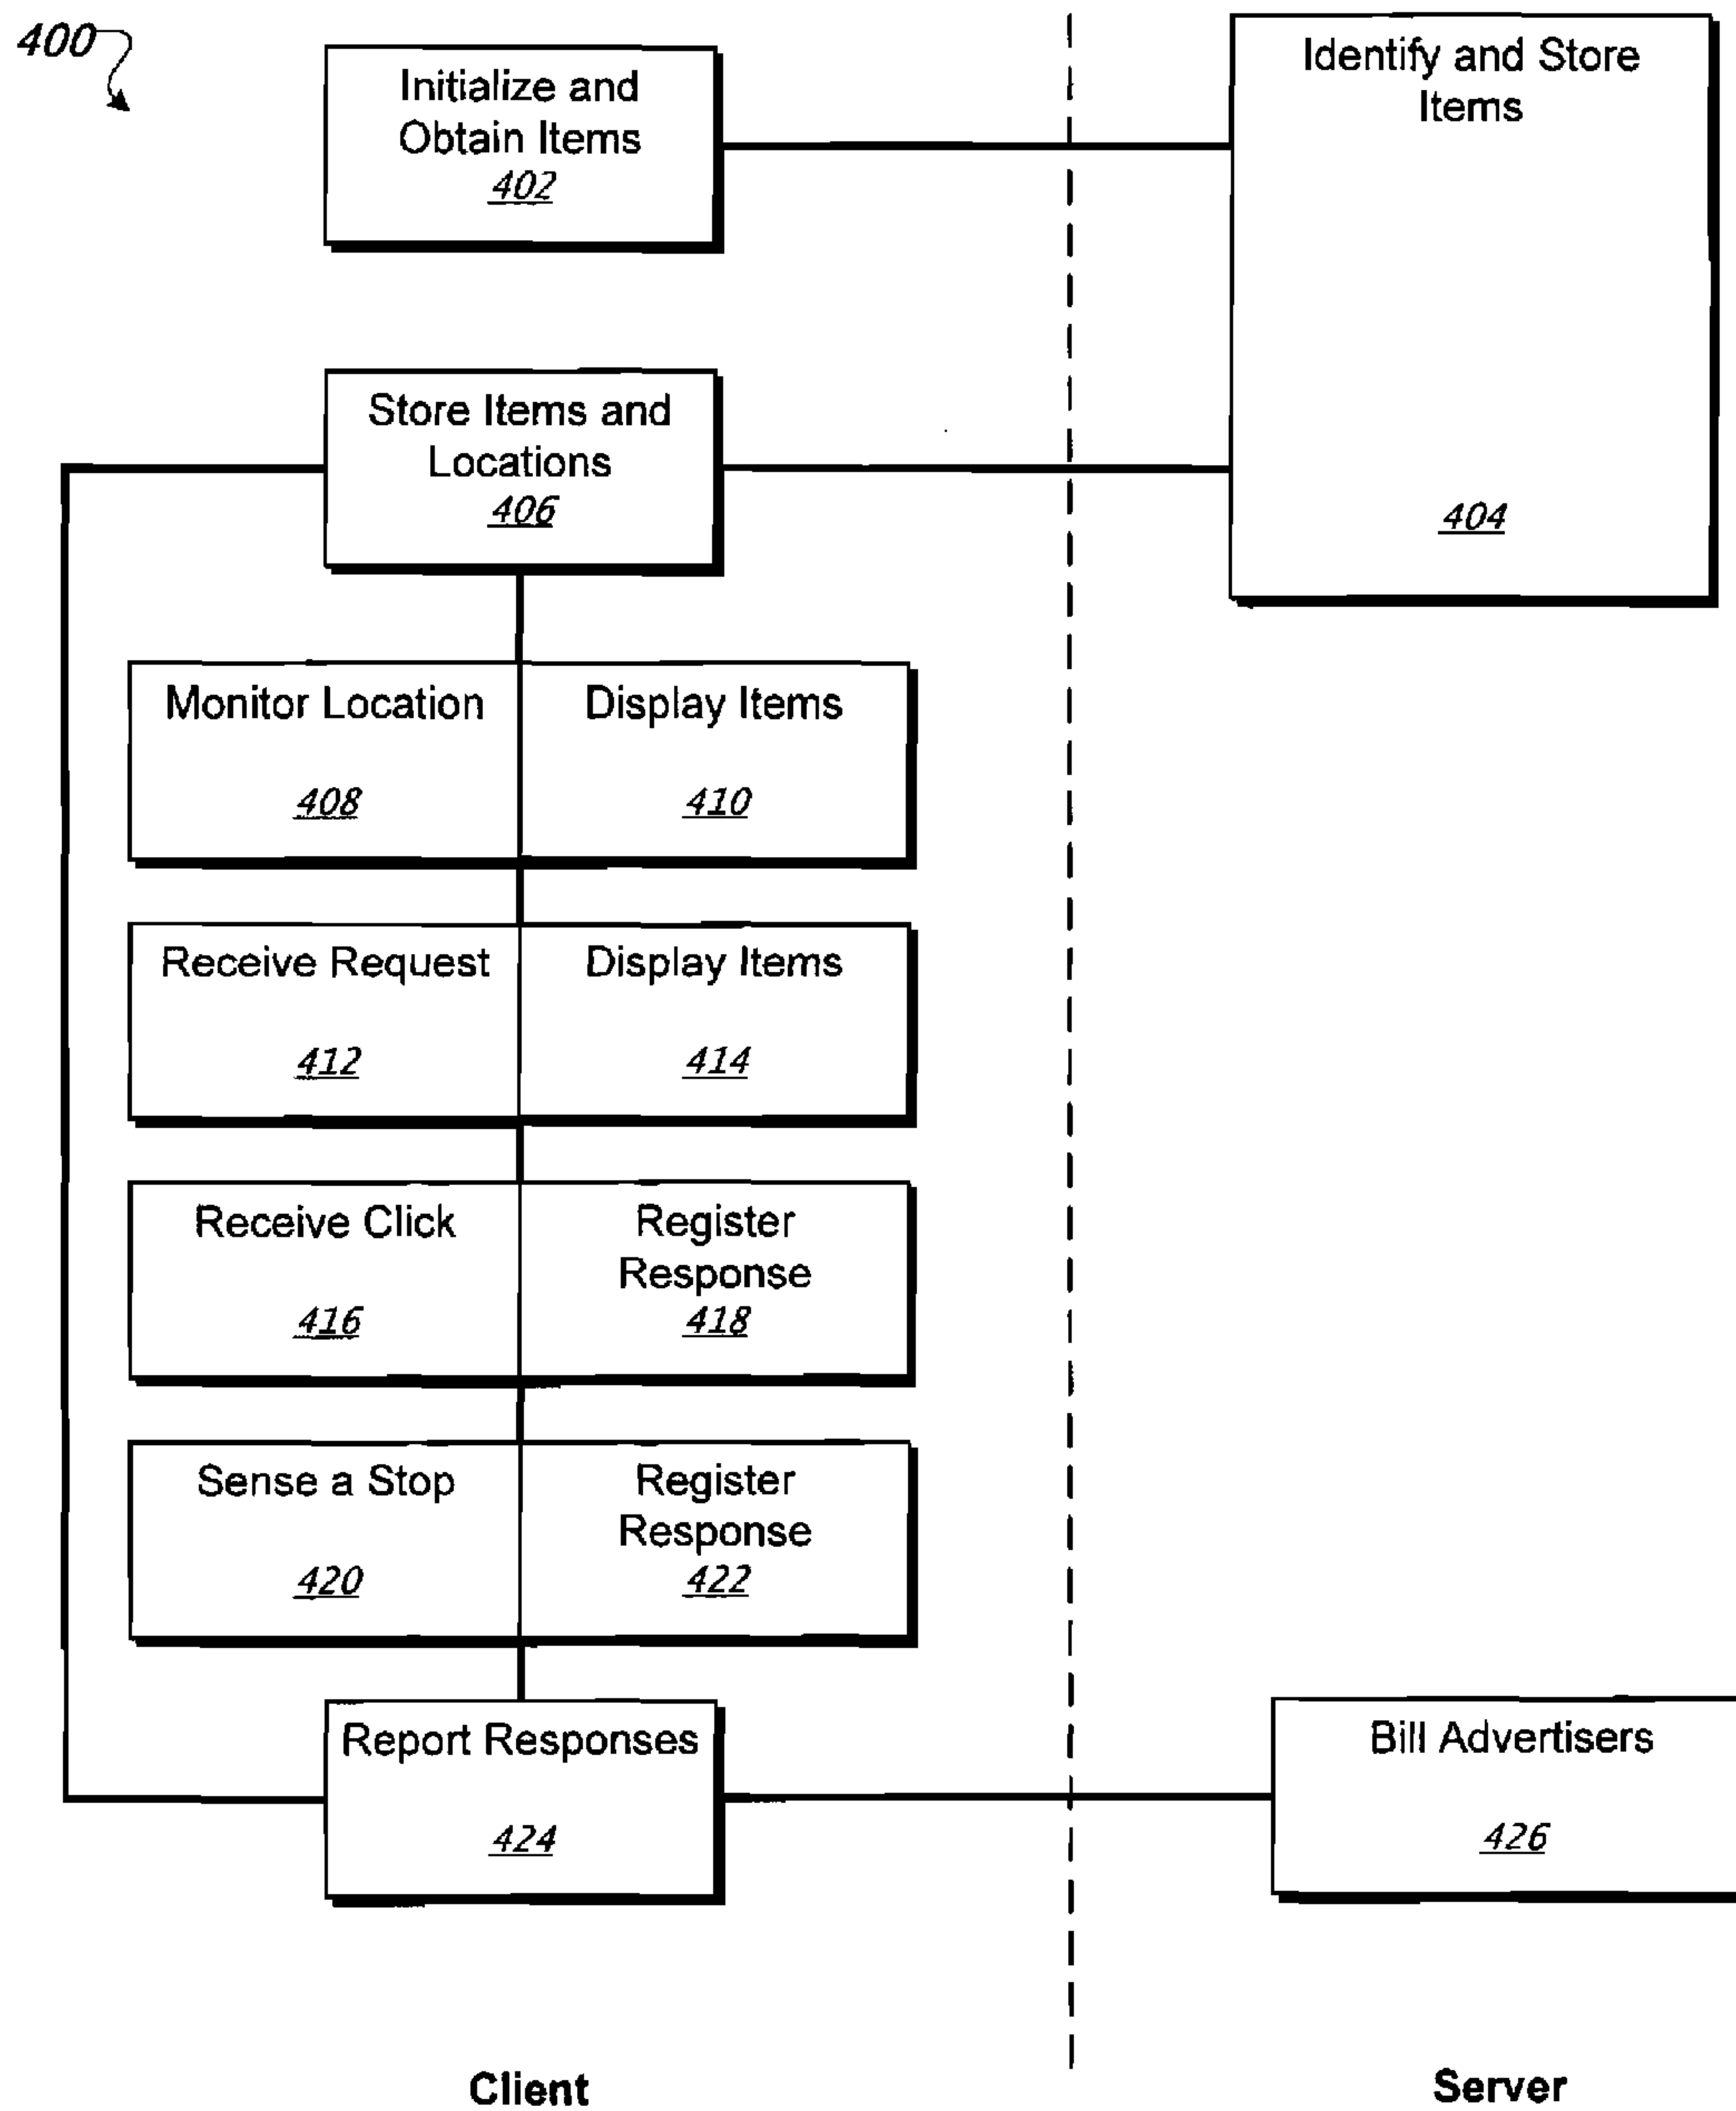 400
Initialize and
Obtain Items
402
Identify and Store
Items
404
Store Items and
Locations
406
Monitor Location
408
Display Items
410
Receive Request
412
Display Items
414
Receive Click
416
Register
Response
418
Sense a Stop
420
Register
Response
422
Report Responses
424
Bill Advertisers
426
Client
Server